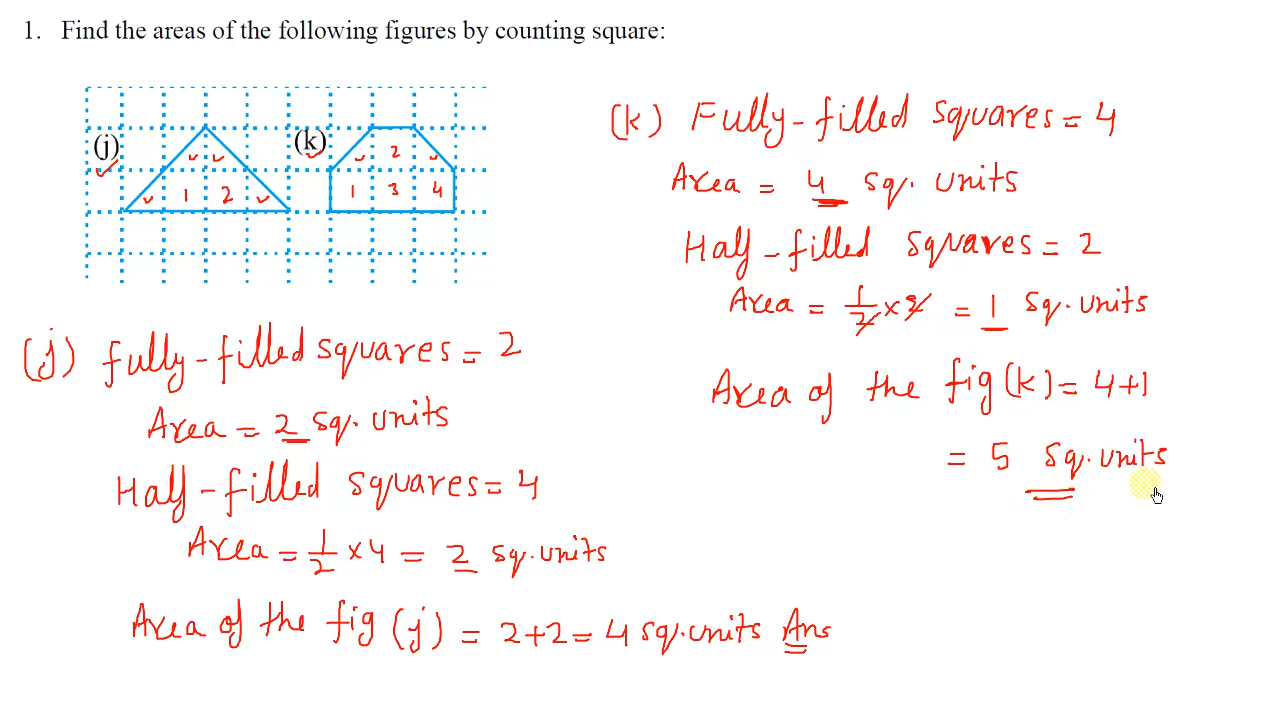 1. Find the areas of the following figures by counting square:
(j)
1 2
(k)
2
1 3 4
(j) Fully-filled squares = 2
Area = 2 sq. units
Half-filled squares = 4
Area = 1/2 × 4 = 2 sq. units
Area of the fig (j) = 2+2 = 4 sq. units Ans
(k) Fully-filled squares = 4
Area = 4 sq. units
Half-filled squares = 2
Area = 1/2 × 2 = 1 sq. units
Area of the fig (k) = 4+1
= 5 sq. units